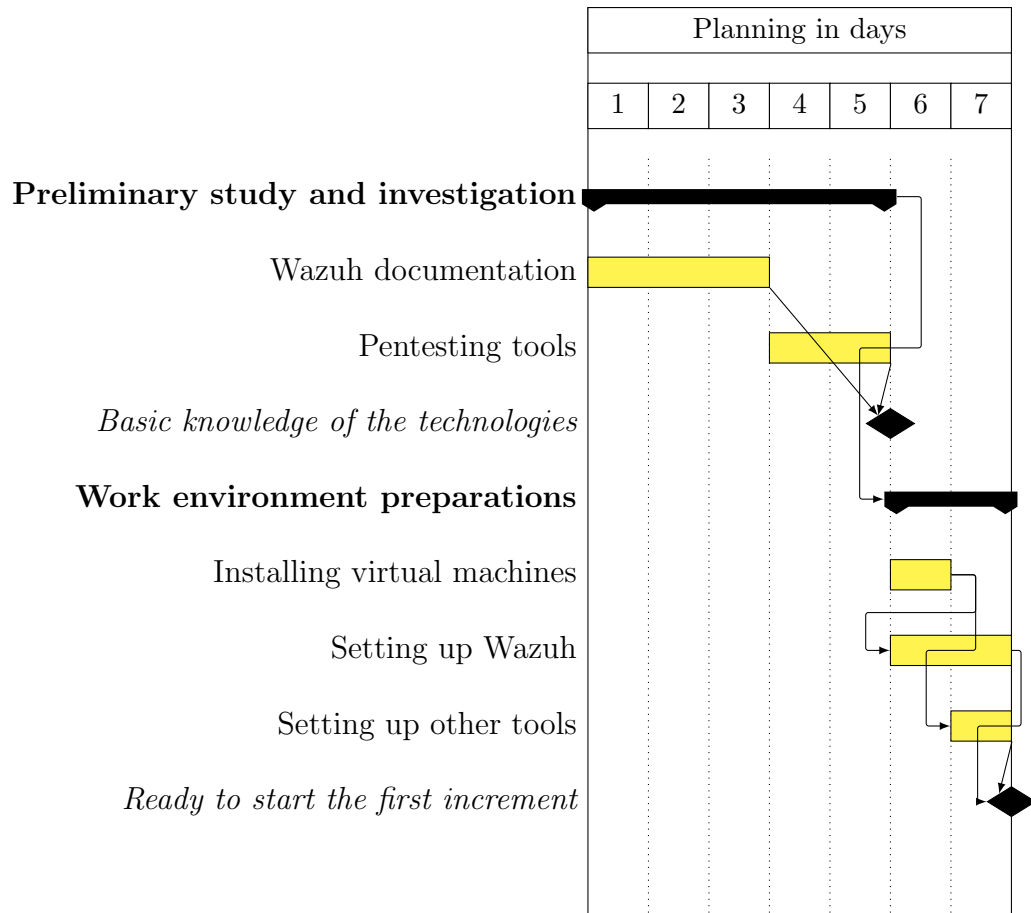 Planning in days
1 2 3 4 5 6 7
Preliminary study and investigation
Wazuh documentation
Pentesting tools
Basic knowledge of the technologies
Work environment preparations
Installing virtual machines
Setting up Wazuh
Setting up other tools
Ready to start the first increment